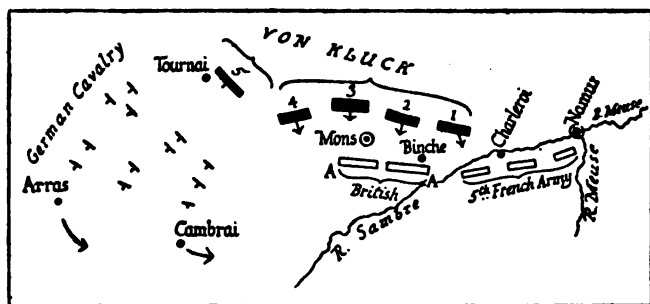 VON KLUCK
German Cavalry
Tournai
5
4
3
2
1
Mons
Binche
Charleroi
Namur
R. Meuse
A
A
British
5th French Army
R. Meuse
R. Sambre
Arras
Cambrai